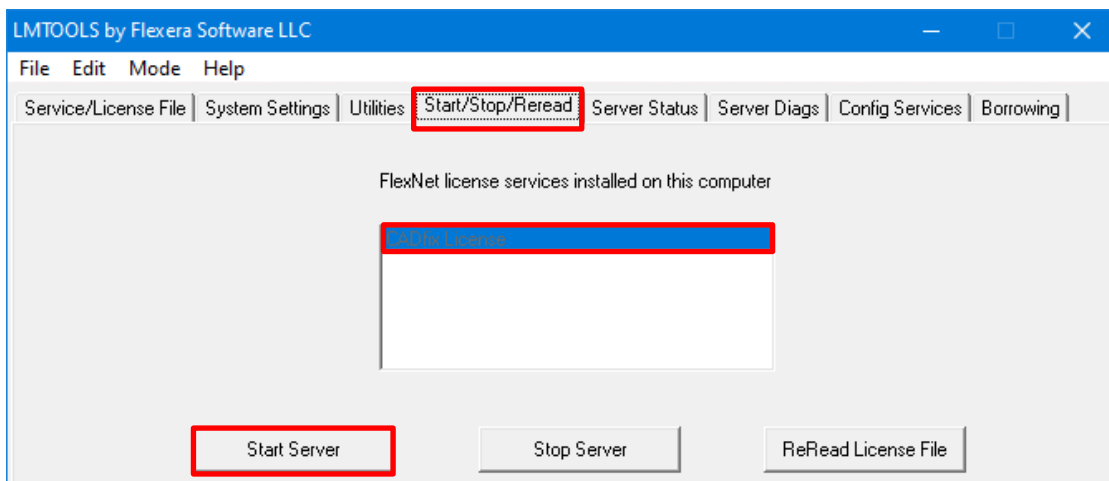 LMTOOLS by Flexera Software LLC
File Edit Mode Help
Service/License File System Settings Utilities Start/Stop/Reread Server Status Server Diags Config Services Borrowing
FlexNet license services installed on this computer
CADfix-License
Start Server Stop Server ReRead License File